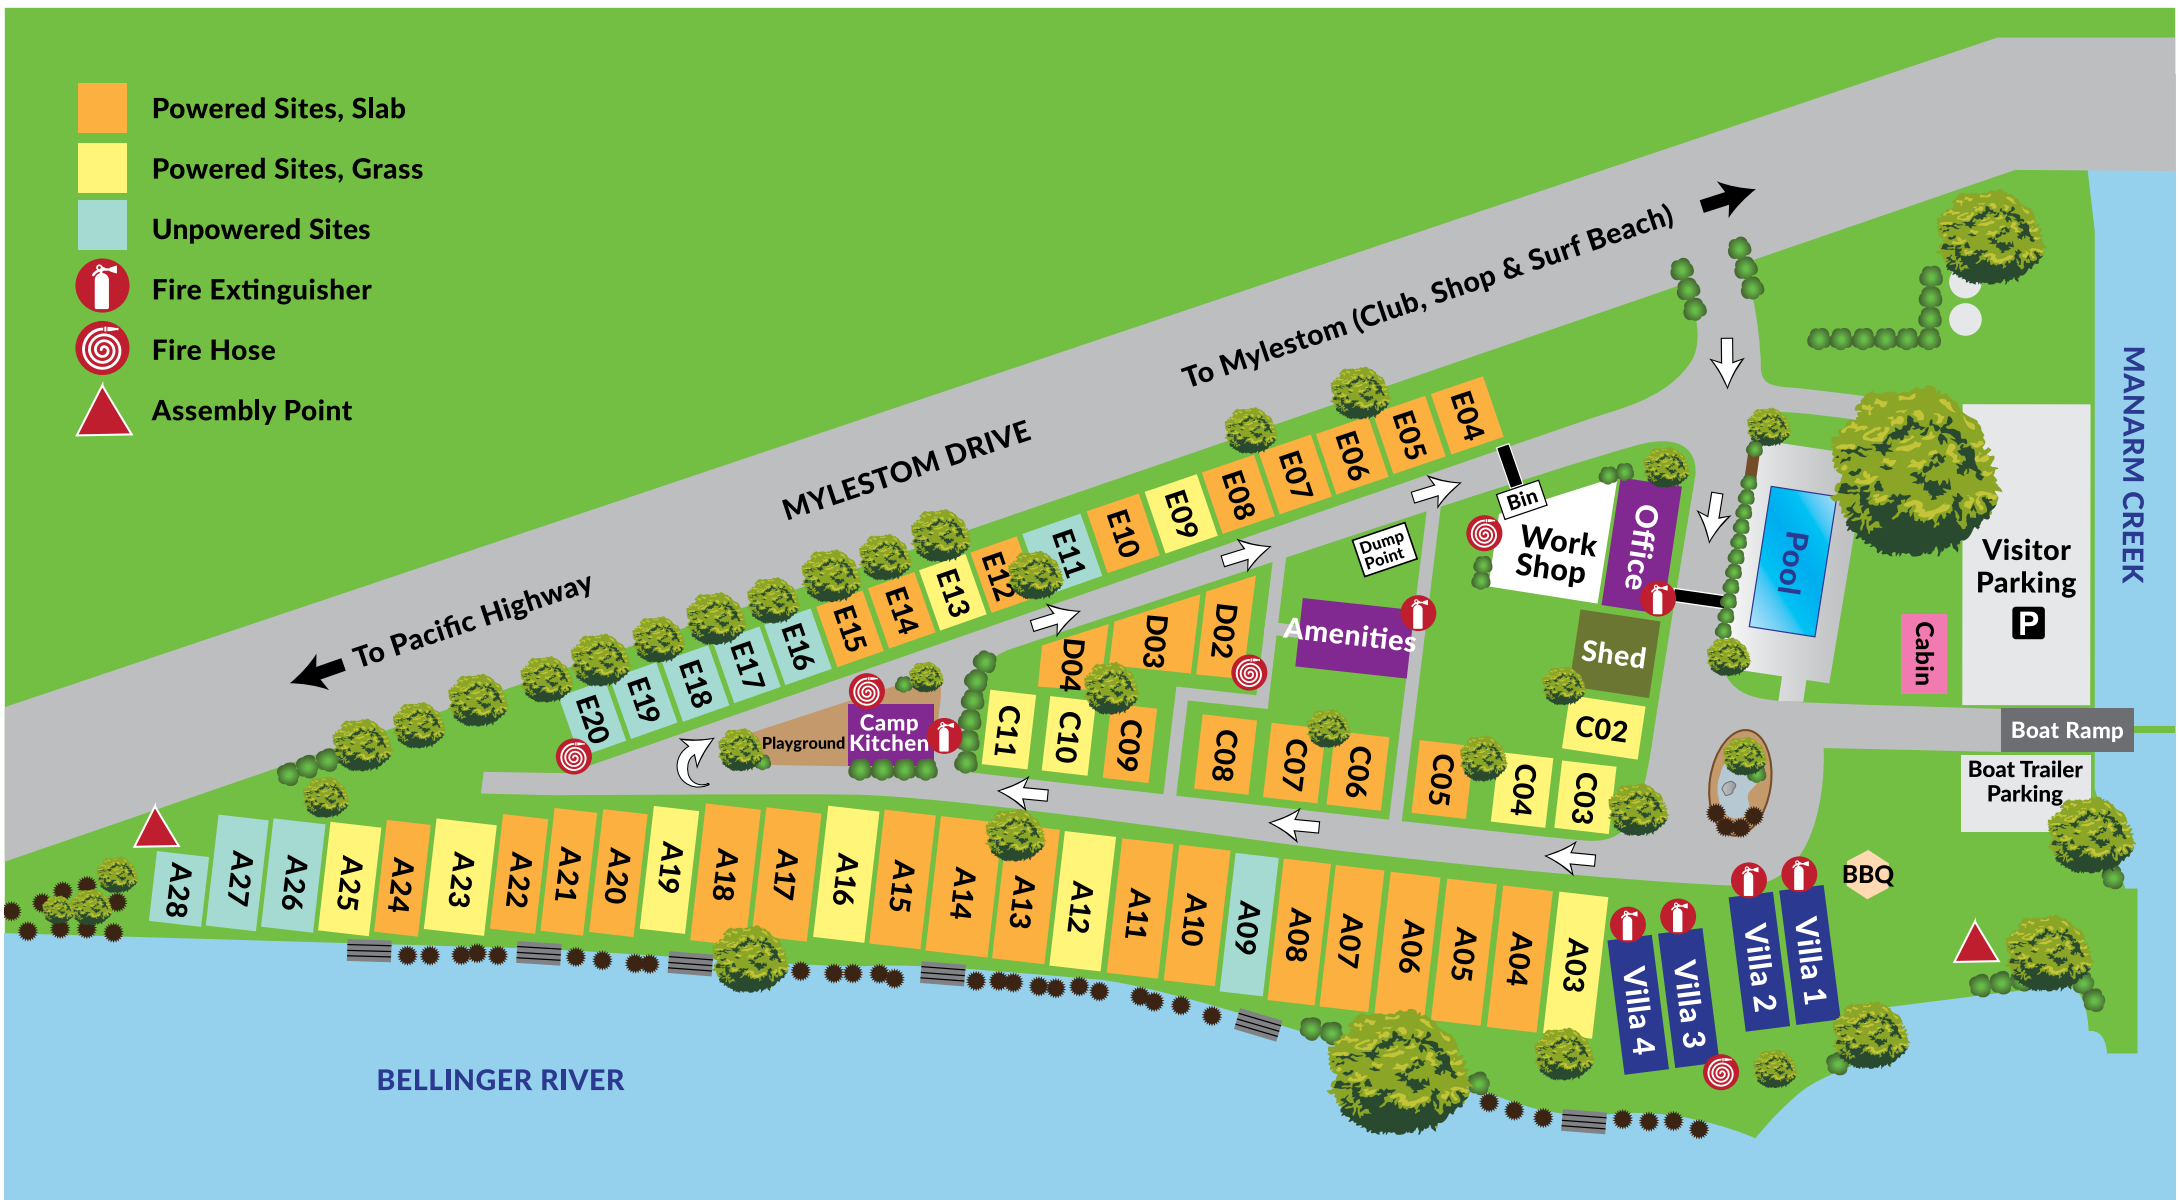 Powered Sites, Slab
Powered Sites, Grass
Unpowered Sites
Fire Extinguisher
Fire Hose
Assembly Point
To Mylestom (Club, Shop & Surf Beach)
MYLESTOM DRIVE
To Pacific Highway
MANARM CREEK
E04
E05
E06
E07
E08
E09
E10
E11
E12
E13
E14
E15
E16
E17
E18
E19
E20
Bin
Work
Shop
Office
Pool
Dump
Point
Visitor
Parking
P
Cabin
Amenities
Shed
D02
D03
D04
Camp
Kitchen
Playground
C11
C10
C09
C08
C07
C06
C05
C04
C03
C02
Boat Ramp
Boat Trailer
Parking
BBQ
A28
A27
A26
A25
A24
A23
A22
A21
A20
A19
A18
A17
A16
A15
A14
A13
A12
A11
A10
A09
A08
A07
A06
A05
A04
A03
Villa 4
Villa 3
Villa 2
Villa 1
BELLINGER RIVER